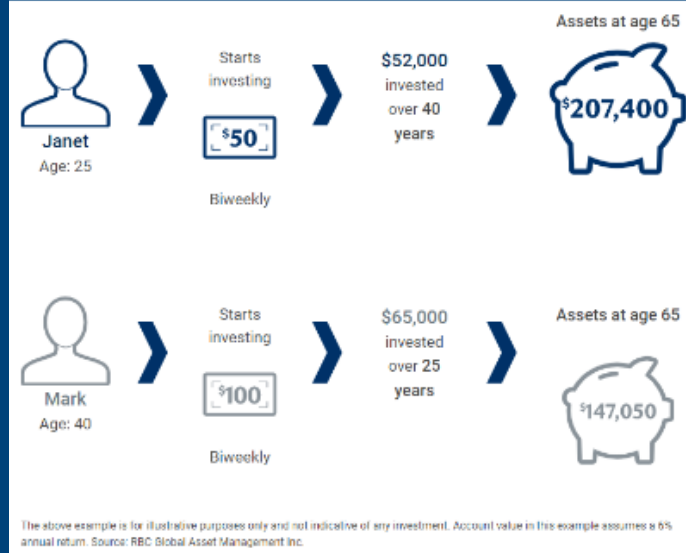 Assets at age 65
Starts
investing
$50
Biweekly
$52,000
invested
over 40
years
$207,400
Janet
Age: 25
Assets at age 65
Starts
investing
$100
Biweekly
$65,000
invested
over 25
years
$147,050
Mark
Age: 40
The above example is for illustrative purposes only and not indicative of any investment. Account value in this example assumes a 6%
annual return. Source: RBC Global Asset Management Inc.